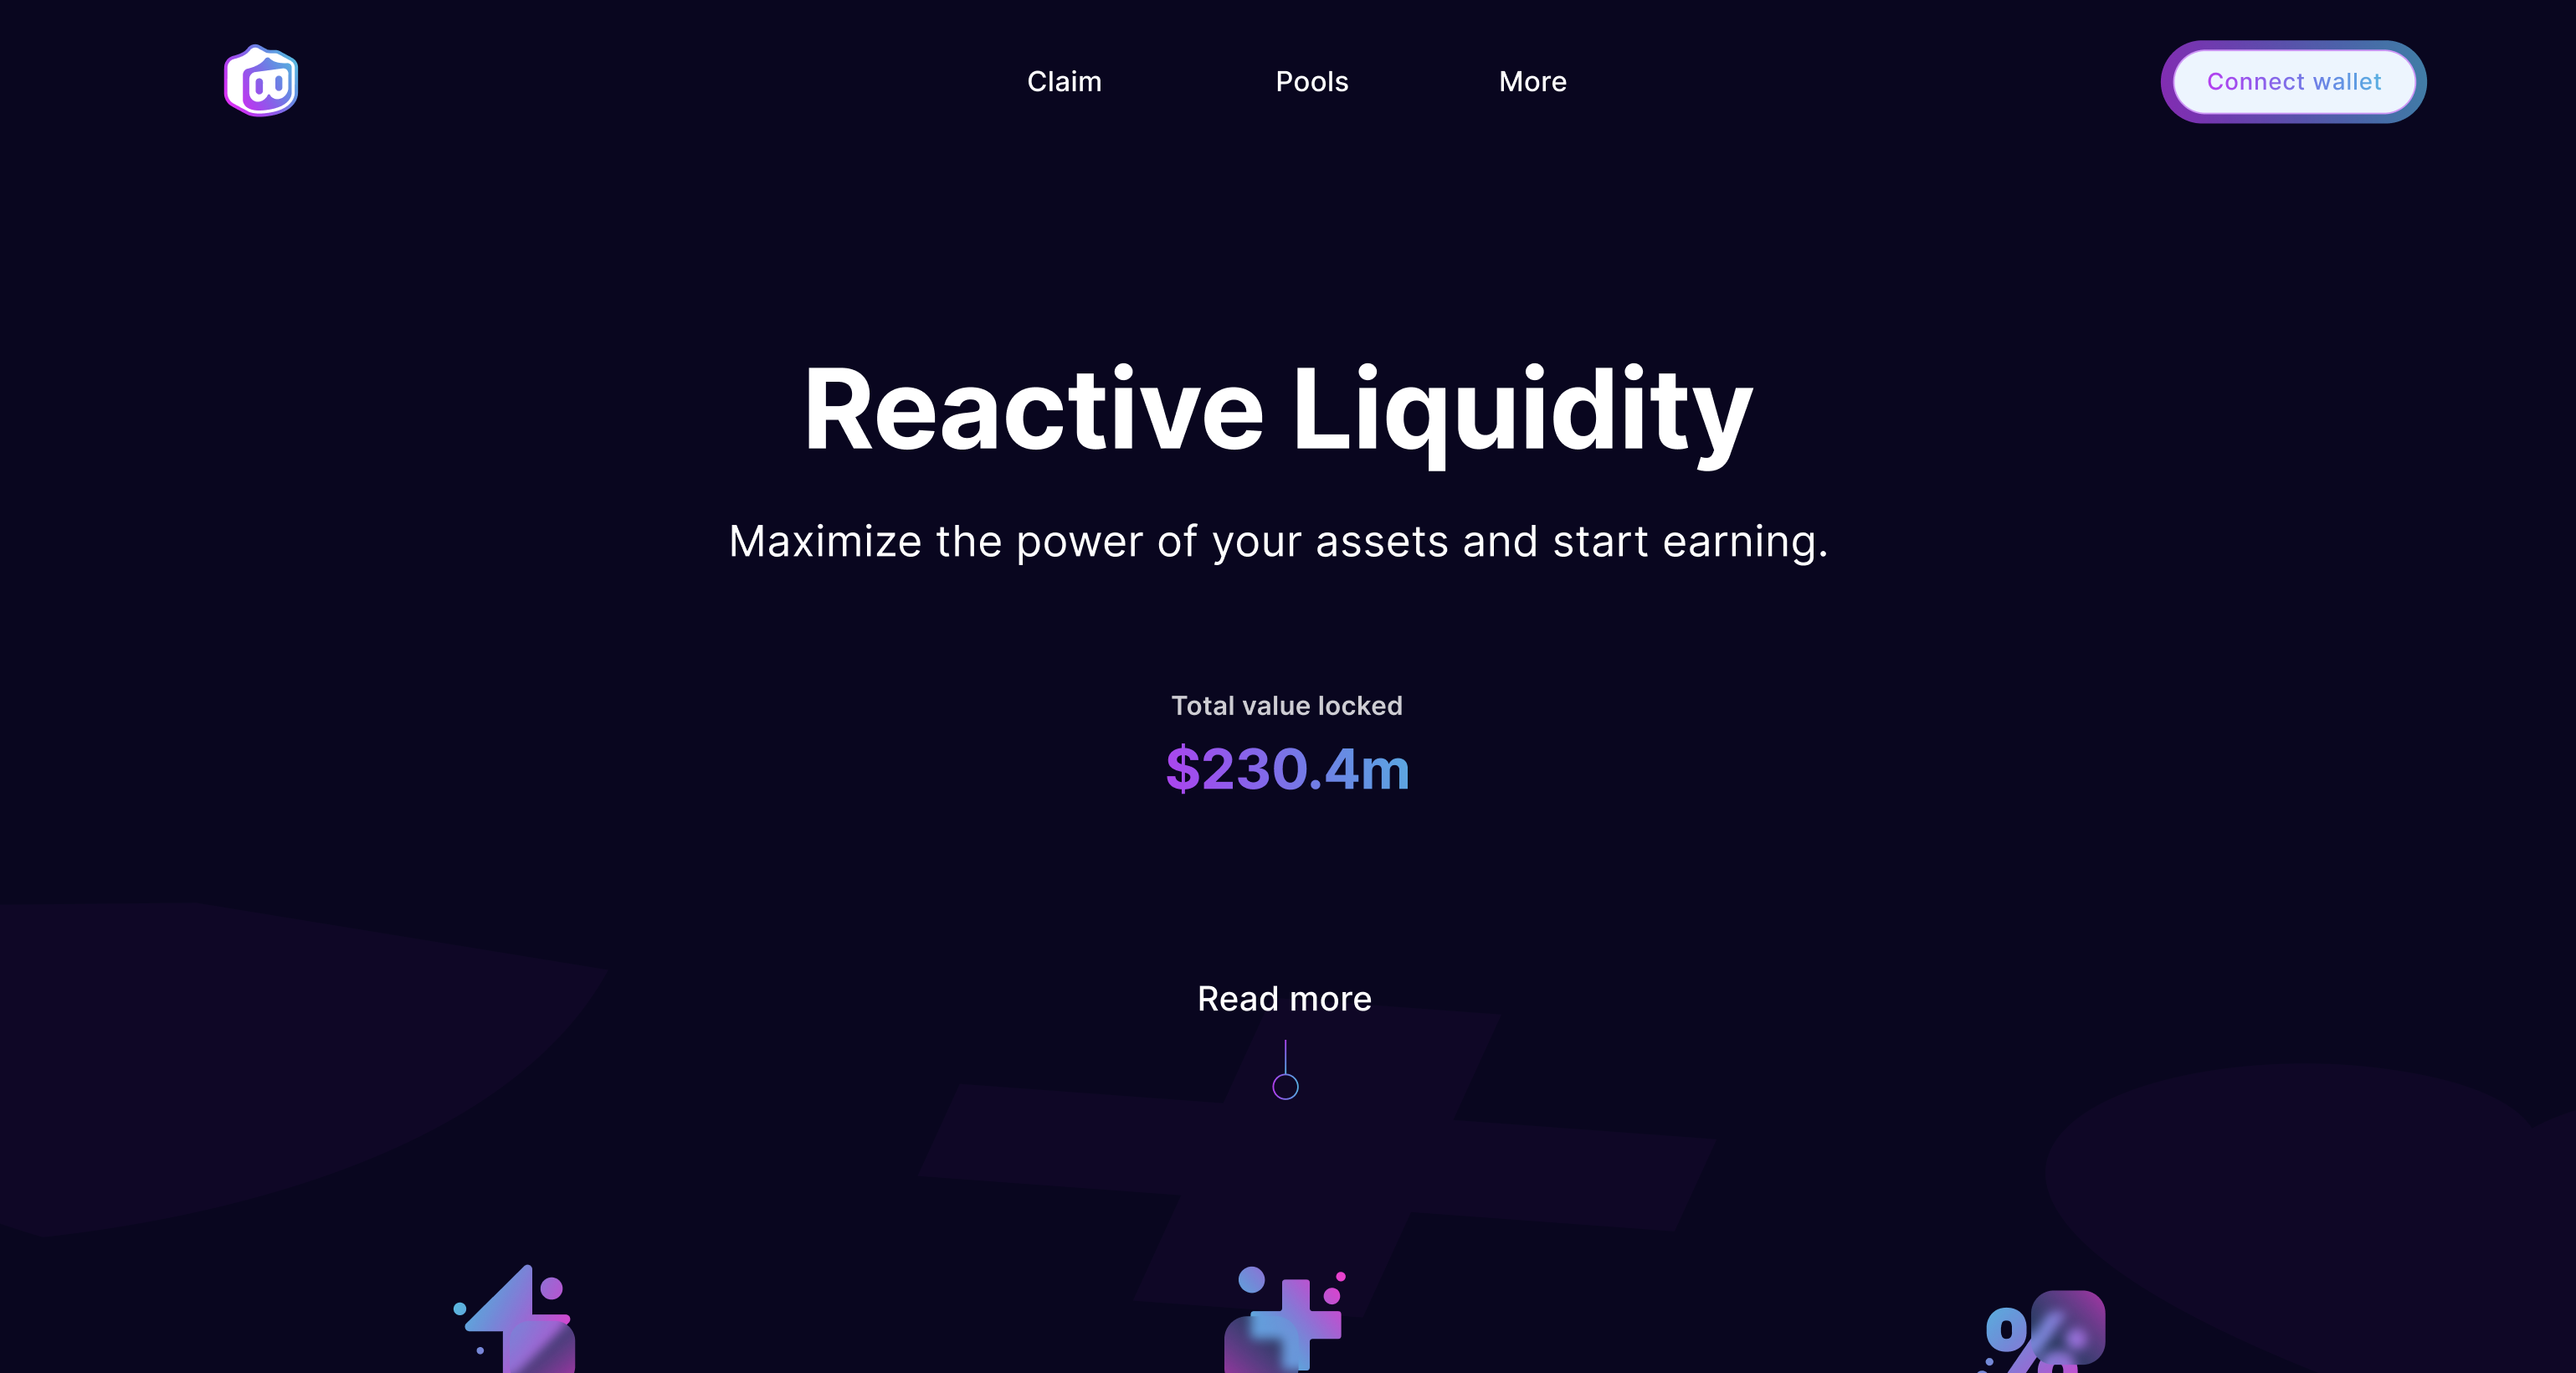 Claim
Pools
More
Connect wallet
Reactive Liquidity
Maximize the power of your assets and start earning.
Total value locked
$230.4m
Read more
%